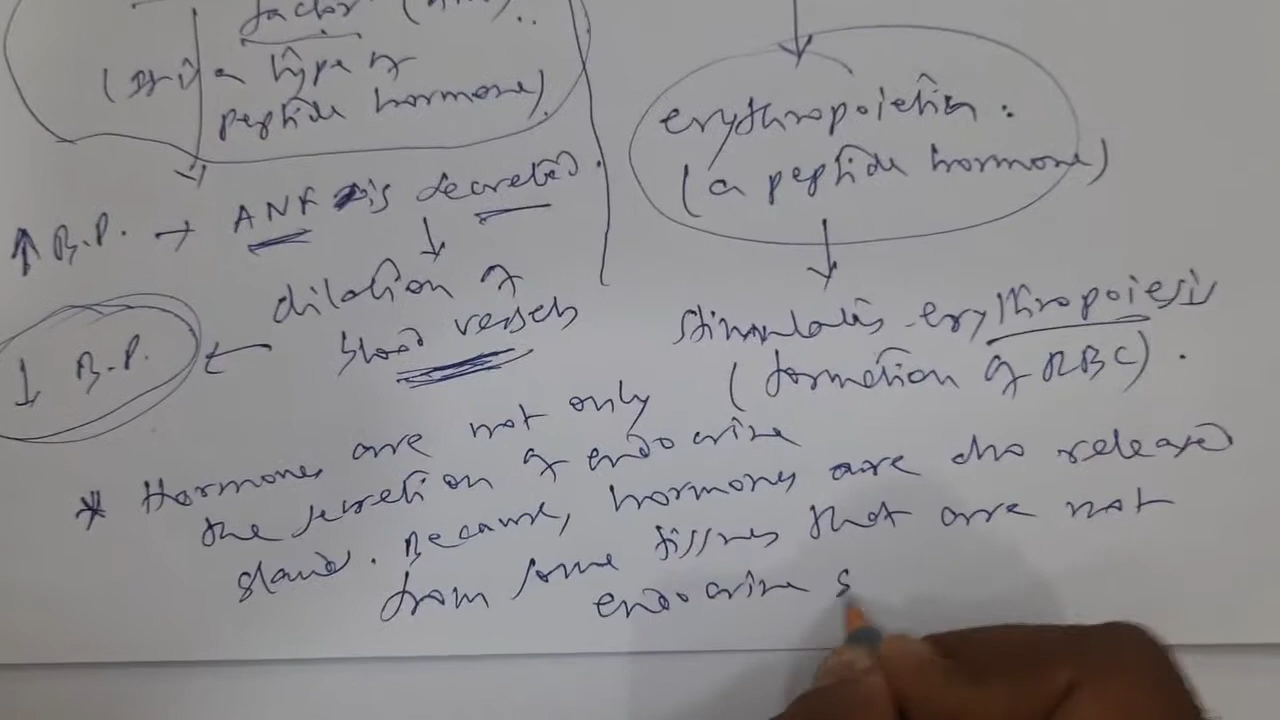 factor
(It is a type of
peptide hormone).
↑ B.P. → ANF is secreted.
dilation of
blood vessels
↓ B.P.
erythropoietin.
(a peptide hormone)
stimulates erythropoiesis
(formation of RBC).
* Hormones are not only
the secretion of endocrine
gland. Because, hormones are also released
from some tissues that are not
endocrine g